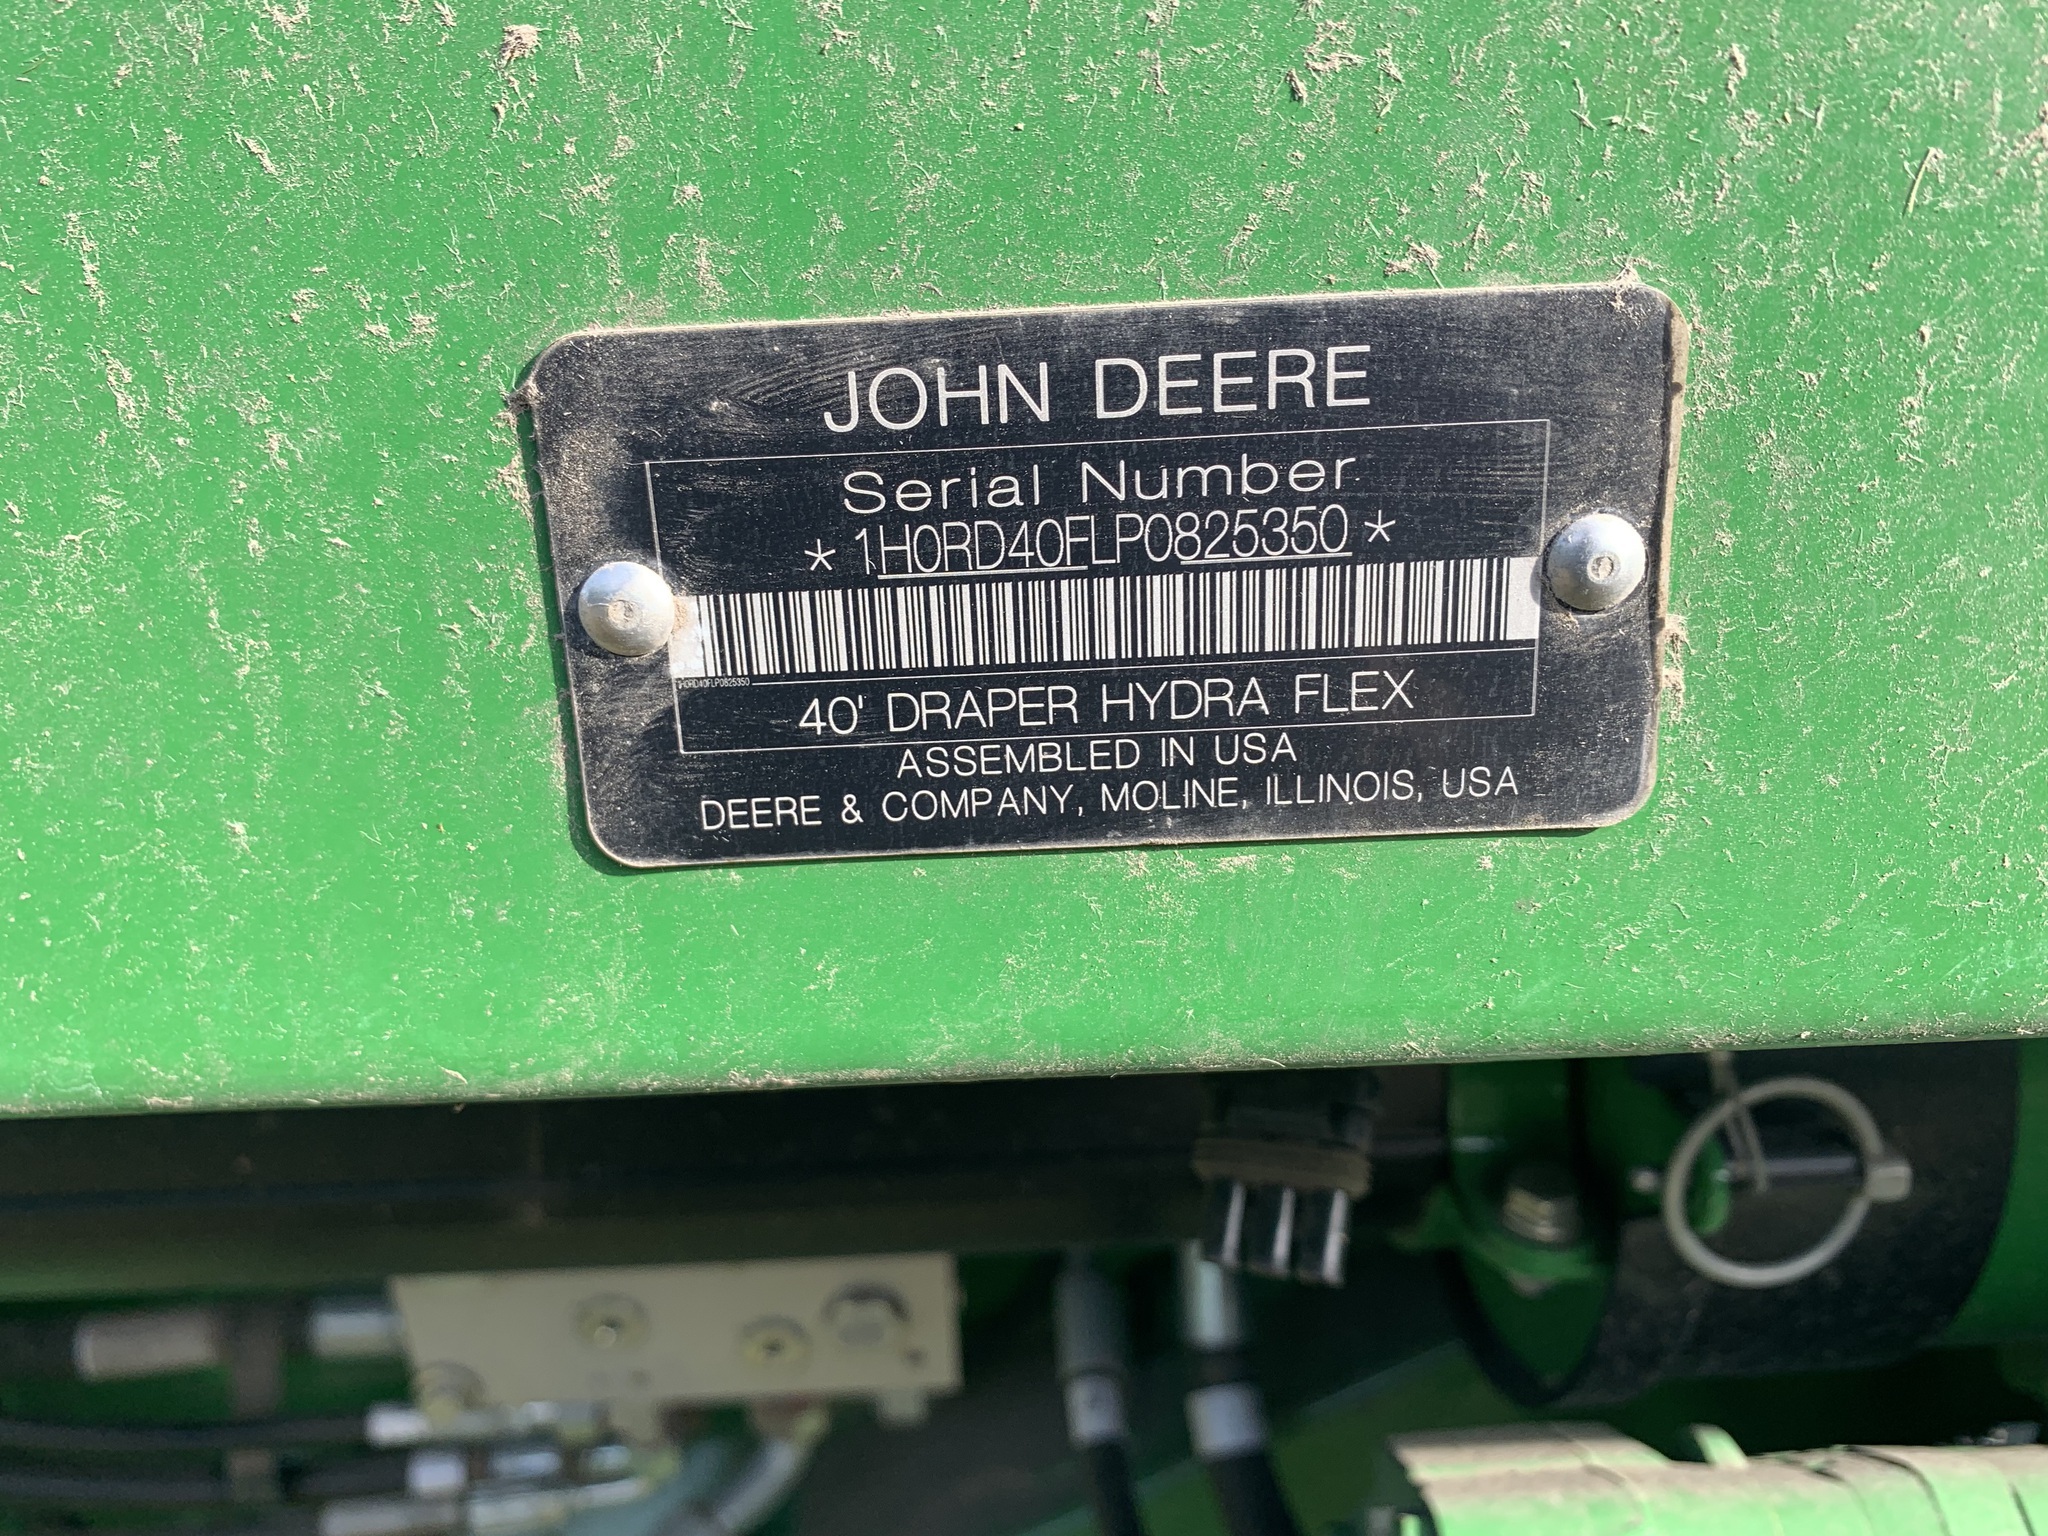 JOHN DEERE
Serial Number
* 1H0RD40FLP0825350 *
1H0RD40FLP0825350
40' DRAPER HYDRA FLEX
ASSEMBLED IN USA
DEERE & COMPANY, MOLINE, ILLINOIS, USA